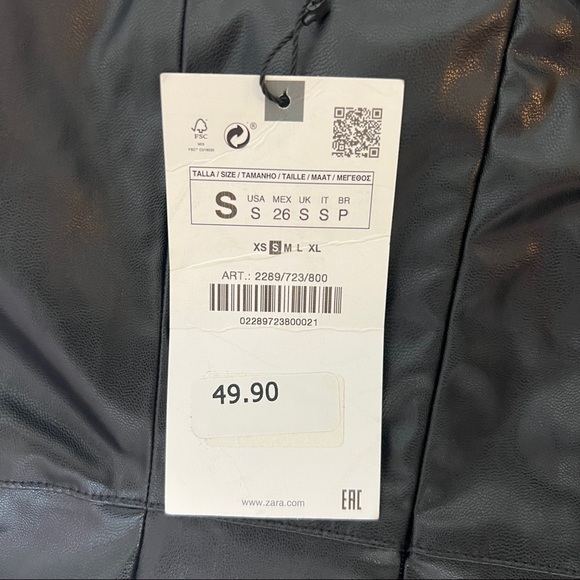 FSC
MIX
®
TALLA / SIZE / TAMANHO / TAILLE / MAAT / ΜΕΓΕΘΟΣ
S
USA MEX UK IT BR
S 26 S S P
XS S M L XL
ART.: 2289/723/800
02289723800021
49.90
www.zara.com
EAC